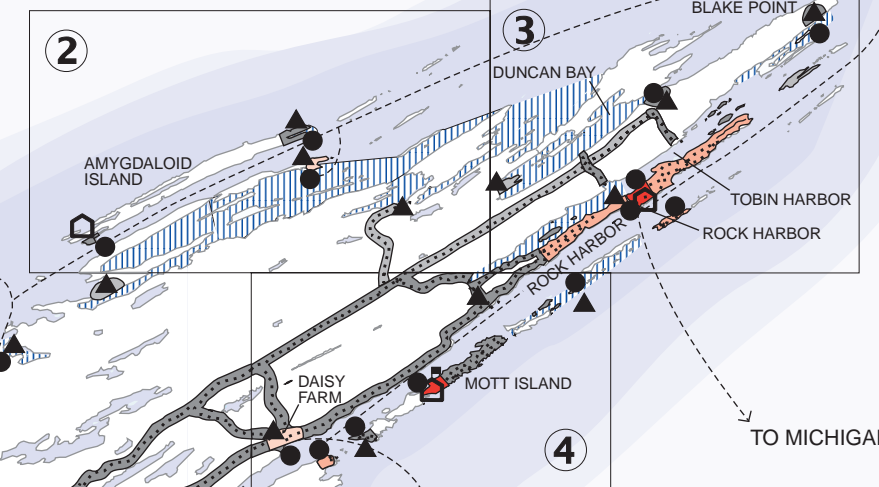 BLAKE POINT
2
3
DUNCAN BAY
AMYGDALOID
ISLAND
TOBIN HARBOR
ROCK HARBOR
ROCK HARBOR
DAISY
FARM
MOTT ISLAND
4
TO MICHIGA